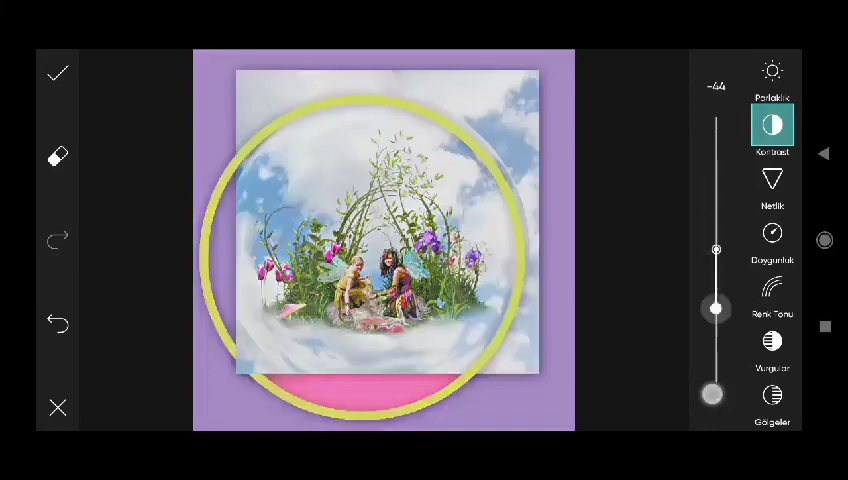 -44
Parlaklık
Kontrast
Netlik
Doygunluk
Renk Tonu
Vurgular
Gölgeler